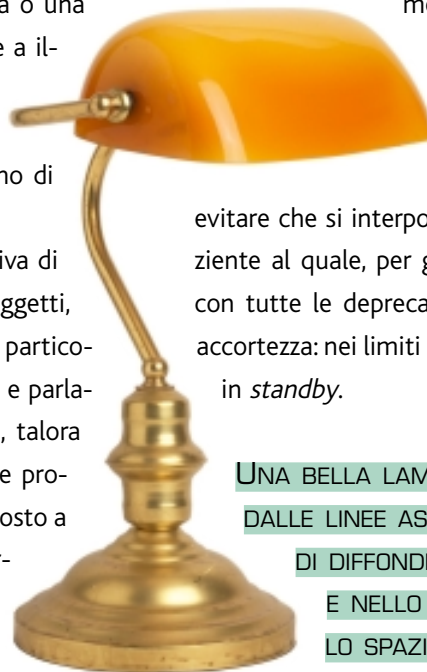 a o una
e a il-
no di
iva di
ggetti,
partico-
e parla-
, talora
e pro-
osto a
evitare che si interpo
ziente al quale, per g
con tutte le depreca
accortezza: nei limiti
in standby.
UNA BELLA LAM
DALLE LINEE AS
DI DIFFONDE
E NELLO
LO SPAZI